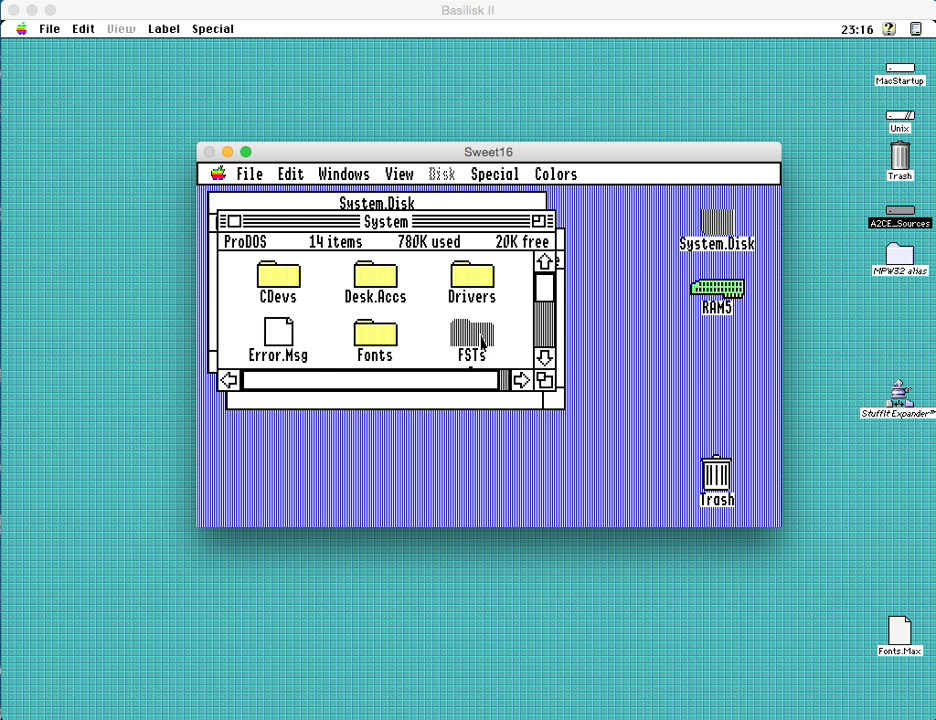 Basilisk II
File Edit View Label Special
23:16
MacStartup
Unix
Trash
A2CE_Sources
MPW32 alias
StuffIt Expander™
Fonts.Max
Sweet16
File Edit Windows View Disk Special Colors
System.Disk
System
ProDOS 14 items 780K used 20K free
CDevs Desk.Accs Drivers
Error.Msg Fonts FSTs
System.Disk
RAM5
Trash